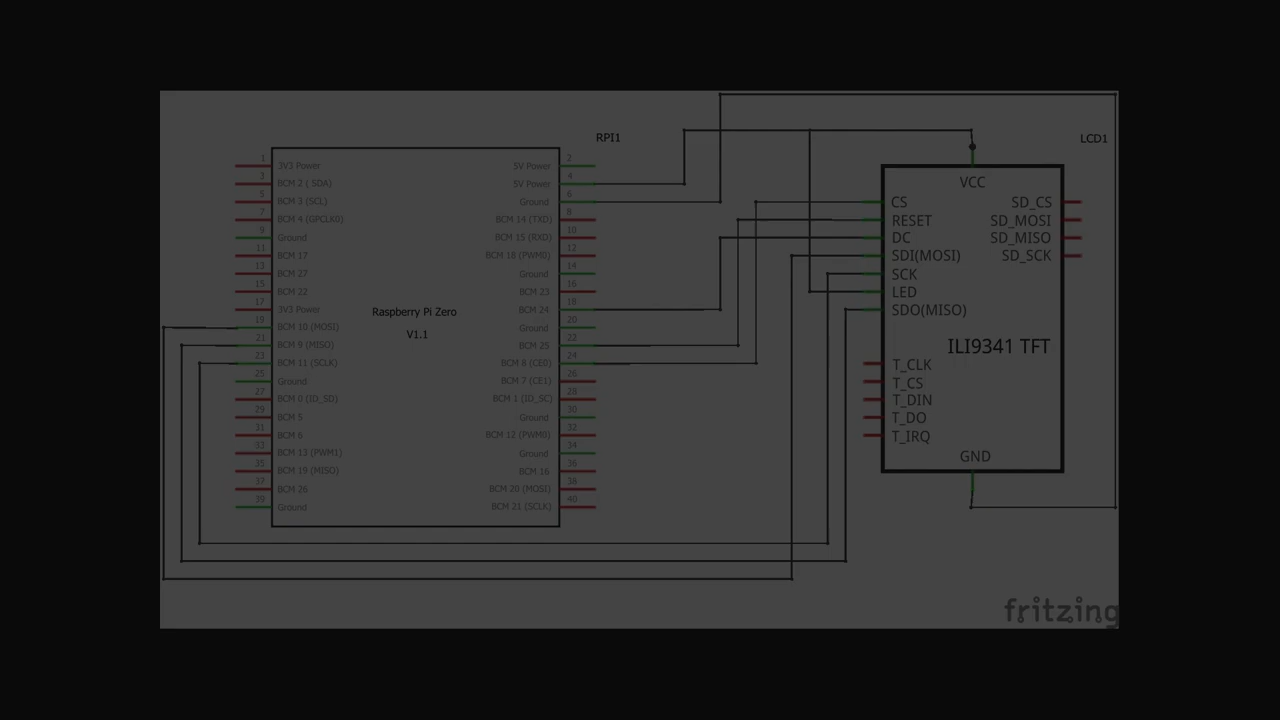 RPI1
LCD1
1 3V3 Power 5V Power 2
3 BCM 2 ( SDA) 5V Power 4
5 BCM 3 (SCL) Ground 6
7 BCM 4 (GPCLK0) BCM 14 (TXD) 8
9 Ground BCM 15 (RXD) 10
11 BCM 17 BCM 18 (PWM0) 12
13 BCM 27 Ground 14
15 BCM 22 BCM 23 16
17 3V3 Power BCM 24 18
19 BCM 10 (MOSI) Ground 20
21 BCM 9 (MISO) BCM 25 22
23 BCM 11 (SCLK) BCM 8 (CE0) 24
25 Ground BCM 7 (CE1) 26
27 BCM 0 (ID_SD) BCM 1 (ID_SC) 28
29 BCM 5 Ground 30
31 BCM 6 BCM 12 (PWM0) 32
33 BCM 13 (PWM1) Ground 34
35 BCM 19 (MISO) BCM 16 36
37 BCM 26 BCM 20 (MOSI) 38
39 Ground BCM 21 (SCLK) 40
Raspberry Pi Zero
V1.1
VCC
CS SD_CS
RESET SD_MOSI
DC SD_MISO
SDI(MOSI) SD_SCK
SCK
LED
SDO(MISO)
ILI9341 TFT
T_CLK
T_CS
T_DIN
T_DO
T_IRQ
GND
fritzing